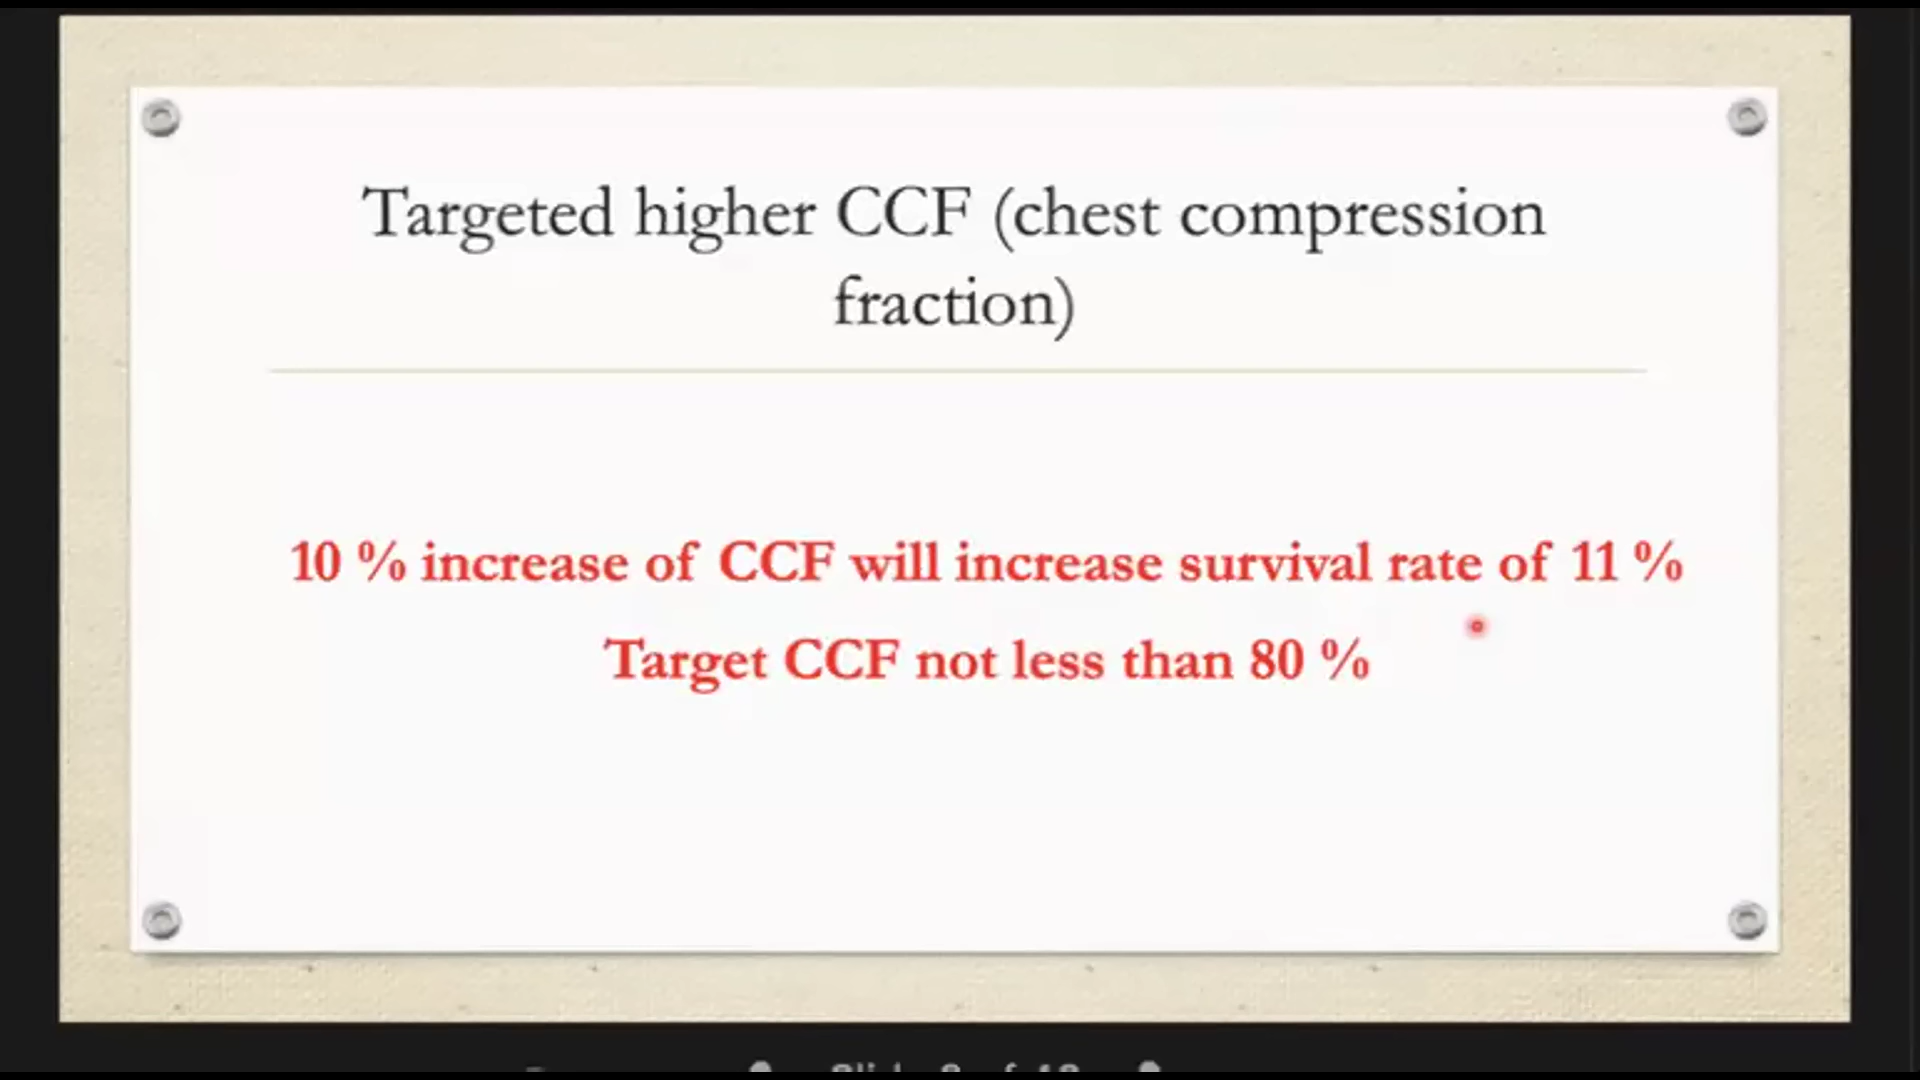 Targeted higher CCF (chest compression
fraction)
10 % increase of CCF will increase survival rate of 11 %
Target CCF not less than 80 %